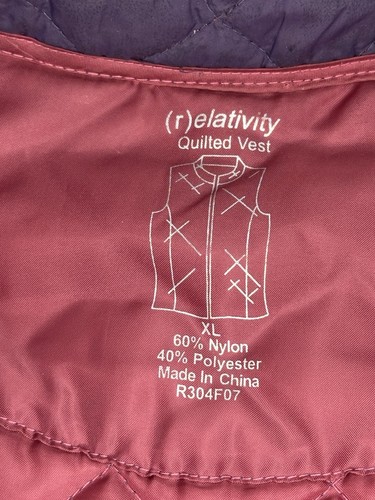 (r)elativity
Quilted Vest
XL
60% Nylon
40% Polyester
Made In China
R304F07